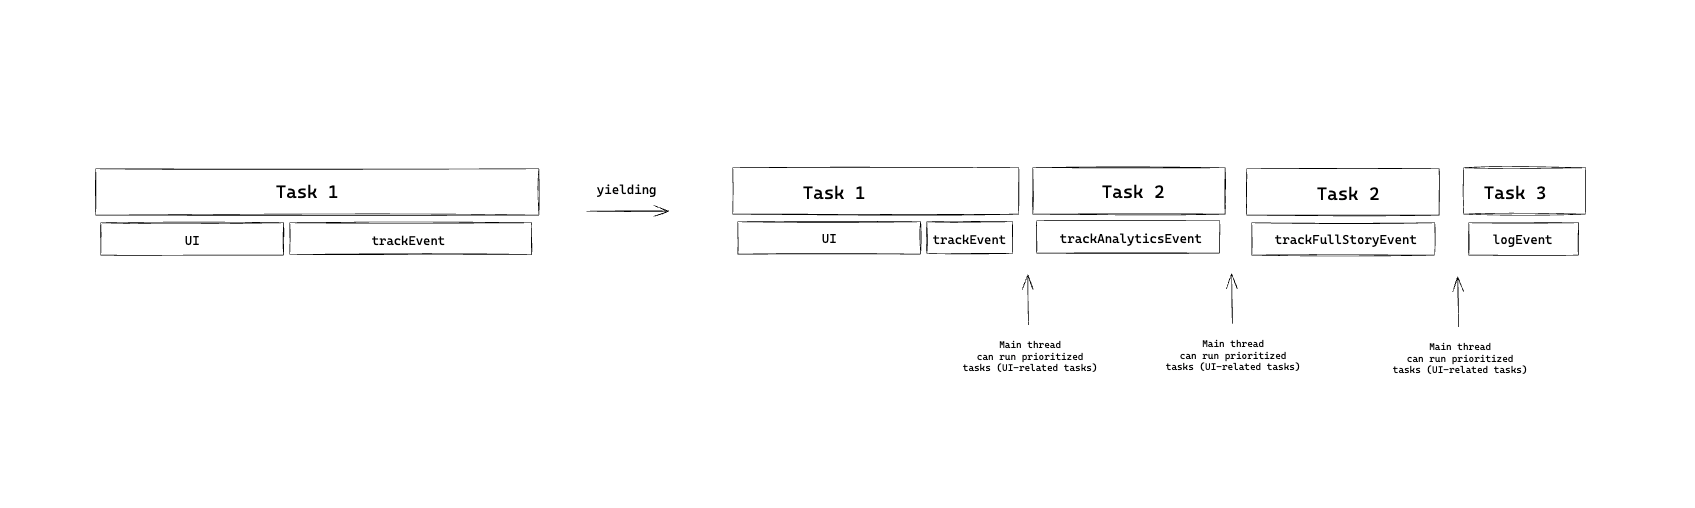 Task 1
UI
trackEvent
yielding
Task 1
UI
trackEvent
Task 2
trackAnalyticsEvent
Task 2
trackFullStoryEvent
Task 3
logEvent
Main thread
can run prioritized
tasks (UI-related tasks)
Main thread
can run prioritized
tasks (UI-related tasks)
Main thread
can run prioritized
tasks (UI-related tasks)